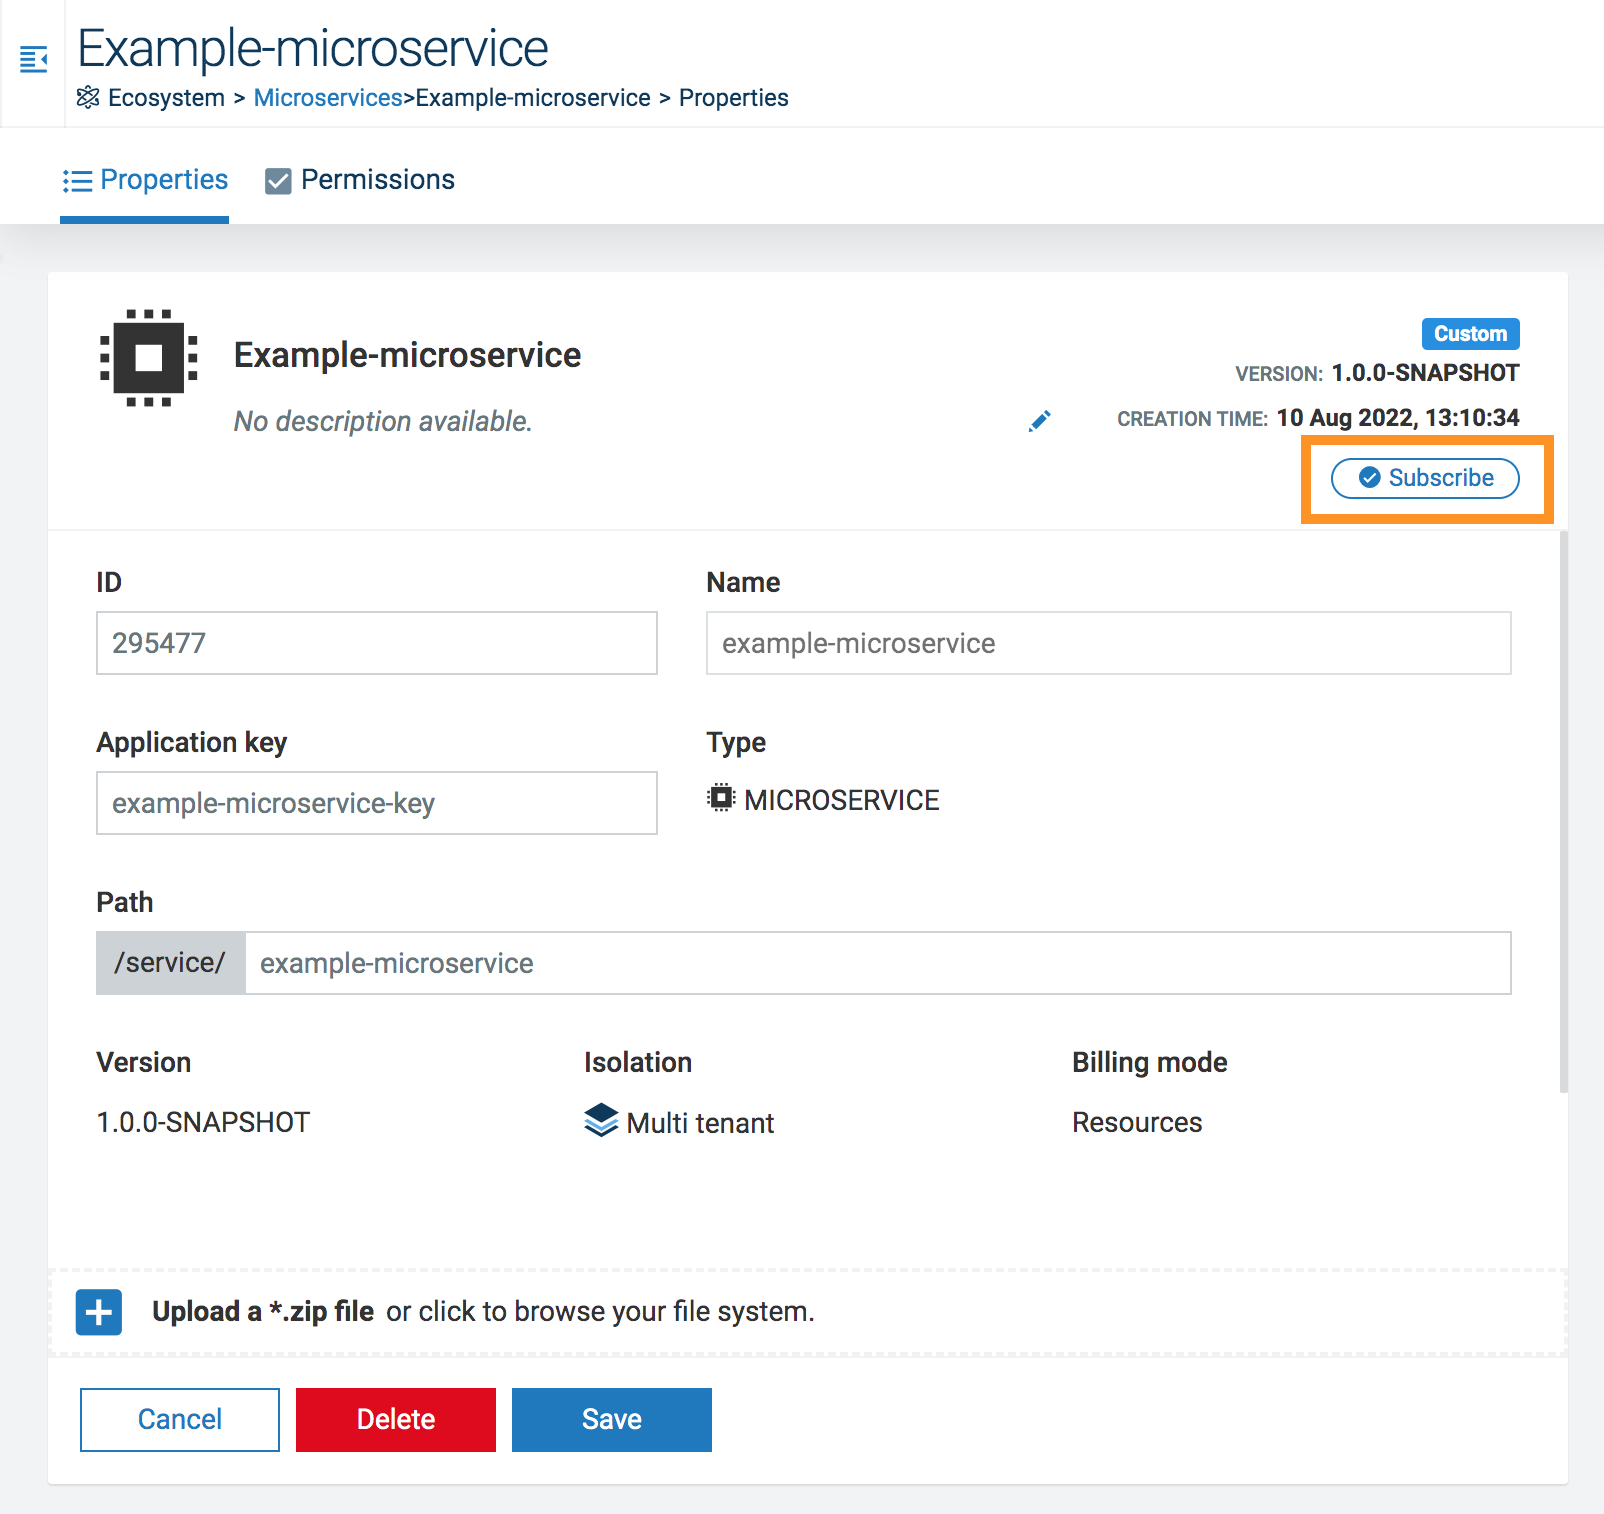 Example-microservice
Ecosystem > Microservices>Example-microservice > Properties
Properties Permissions
Custom
Example-microservice
VERSION: 1.0.0-SNAPSHOT
No description available.
CREATION TIME: 10 Aug 2022, 13:10:34
Subscribe
ID Name
295477 example-microservice
Application key Type
example-microservice-key MICROSERVICE
Path
/service/ example-microservice
Version Isolation Billing mode
1.0.0-SNAPSHOT Multi tenant Resources
Upload a *.zip file or click to browse your file system.
Cancel Delete Save